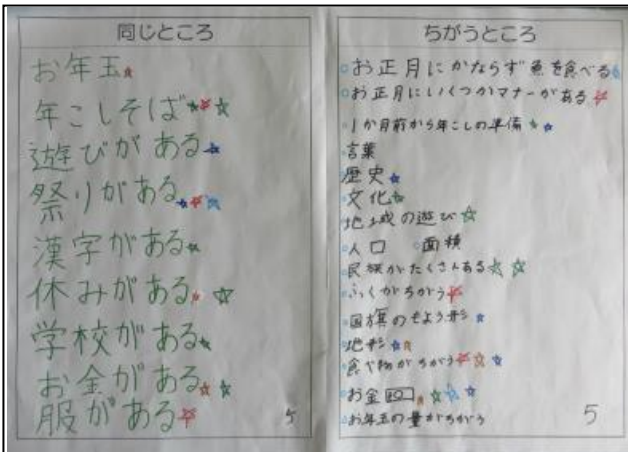 同じところ
お年玉
年こしそば
遊びがある
祭りがある
漢字がある
休みがある
学校がある
お金がある
服がある
5
ちがうところ
お正月にかならず魚を食べる
お正月にいくつかマナーがある
1か月前から年こしの準備
言葉
歴史
文化
地域の遊び
人口 面積
民族がたくさんある
ふくがちがう
国旗のもよう形
地形
食べ物がちがう
お金
お年玉の量がちがう
5